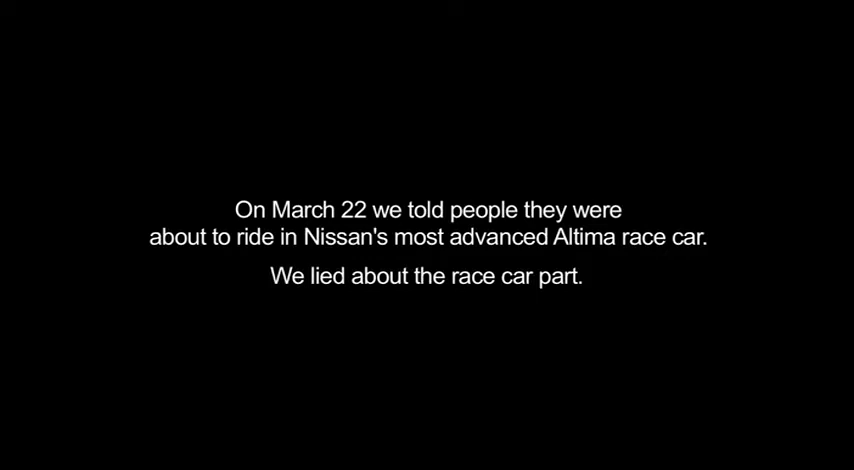 On March 22 we told people they were
about to ride in Nissan's most advanced Altima race car.
We lied about the race car part.